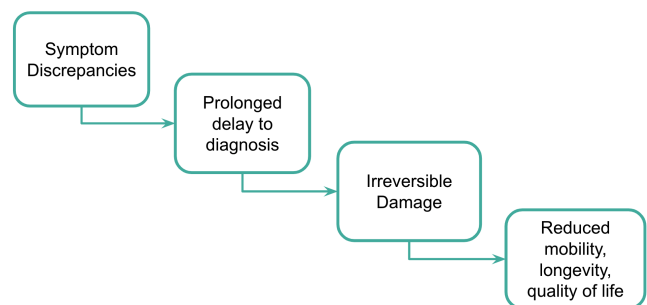 Symptom
Discrepancies
Prolonged
delay to
diagnosis
Irreversible
Damage
Reduced
mobility,
longevity,
quality of life